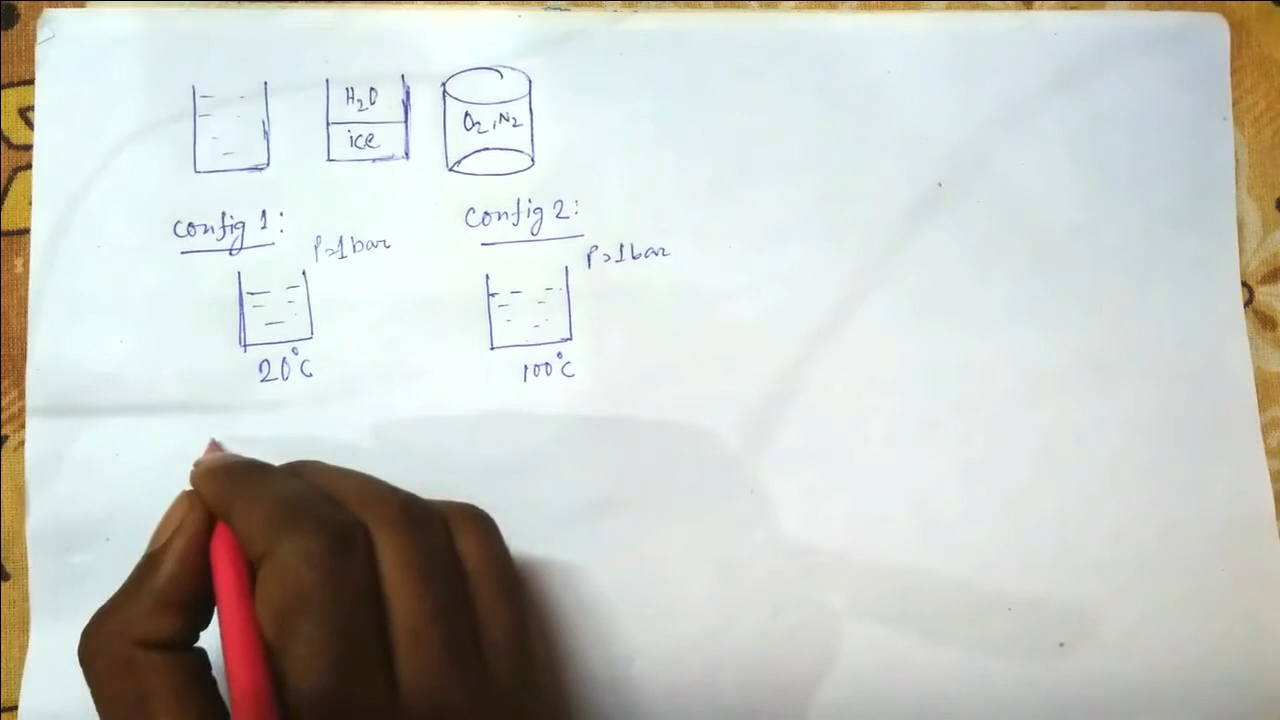 H₂O
ice
O₂, N₂
config 1:
config 2:
P=1 bar
P=1 bar
20°C
100°C